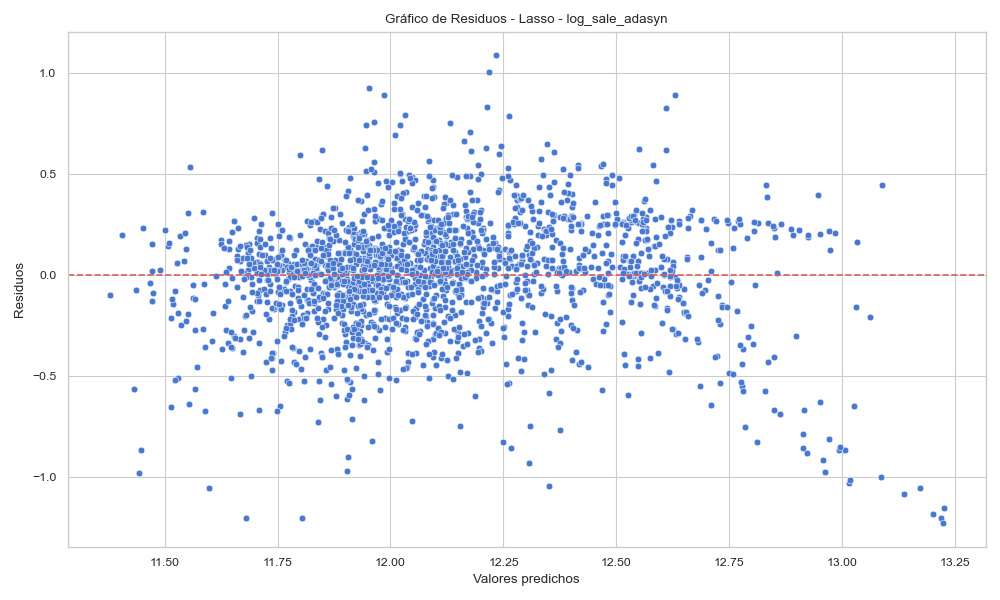 Gráfico de Residuos - Lasso - log_sale_adasyn
1.0
0.5
0.0
−0.5
−1.0
Residuos
11.50 11.75 12.00 12.25 12.50 12.75 13.00 13.25
Valores predichos